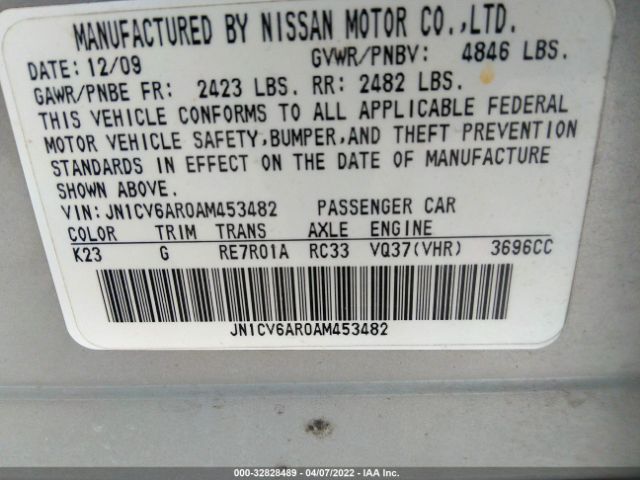 MANUFACTURED BY NISSAN MOTOR CO.,LTD.
DATE: 12/09 GVWR/PNBV: 4846 LBS.
GAWR/PNBE FR: 2423 LBS. RR: 2482 LBS.
THIS VEHICLE CONFORMS TO ALL APPLICABLE FEDERAL
MOTOR VEHICLE SAFETY,BUMPER,AND THEFT PREVENTION
STANDARDS IN EFFECT ON THE DATE OF MANUFACTURE
SHOWN ABOVE.
VIN: JN1CV6AR0AM453482 PASSENGER CAR
COLOR TRIM TRANS AXLE ENGINE
K23 G RE7R01A RC33 VQ37(VHR) 3696CC
JN1CV6AR0AM453482
000-32828489 - 04/07/2022 - IAA Inc.